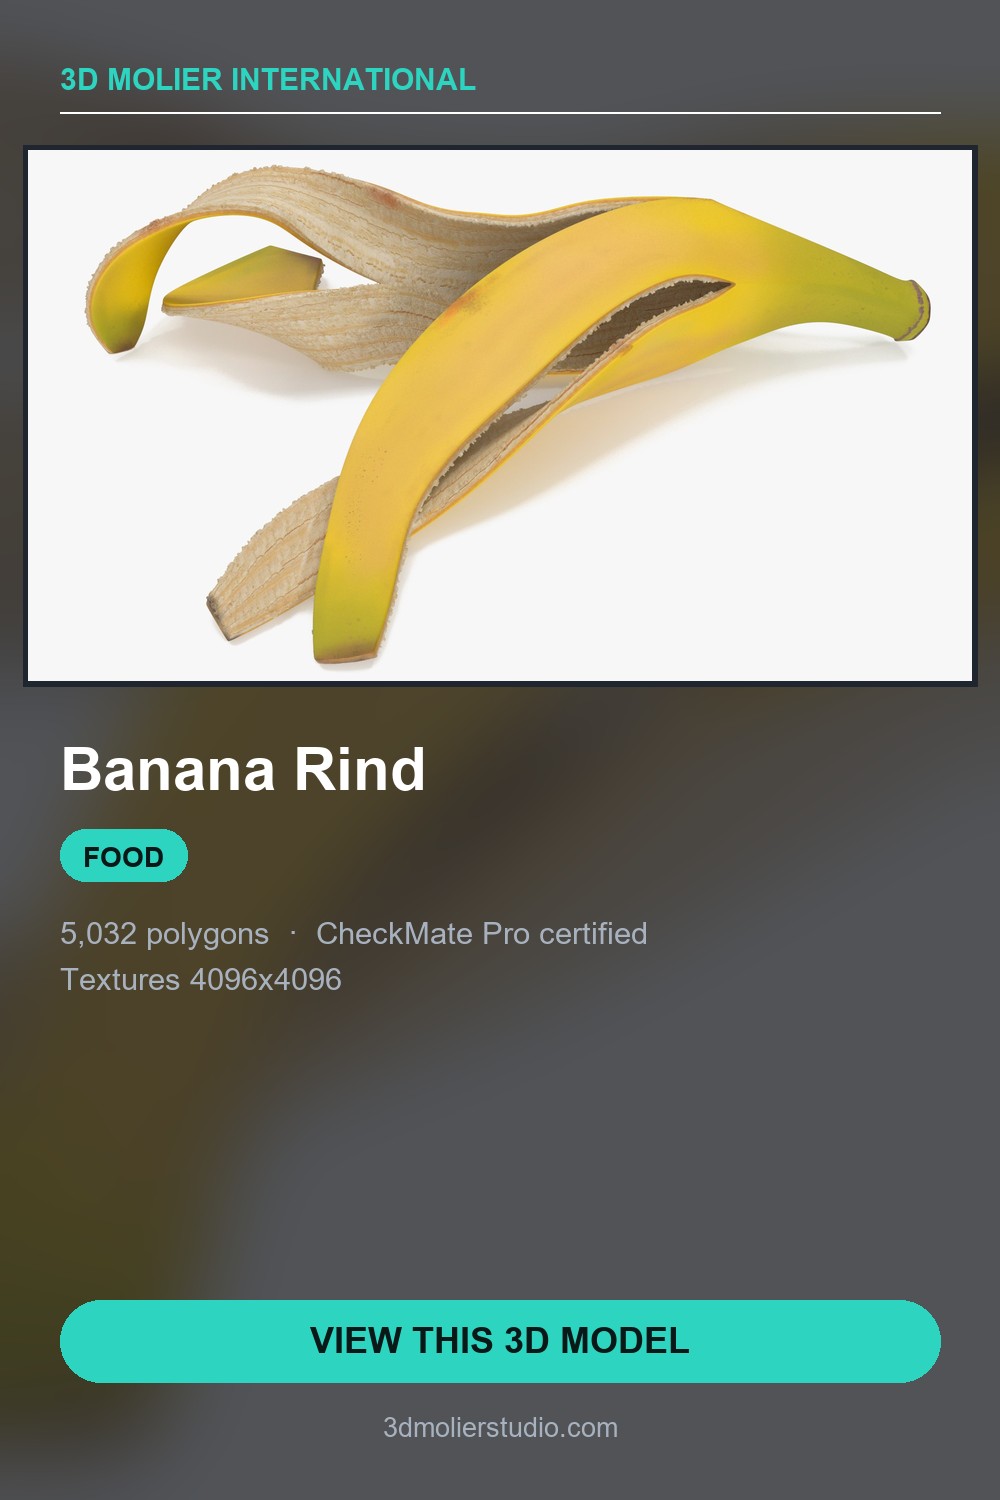 3D MOLIER INTERNATIONAL
Banana Rind
FOOD
5,032 polygons · CheckMate Pro certified
Textures 4096x4096
VIEW THIS 3D MODEL
3dmolierstudio.com